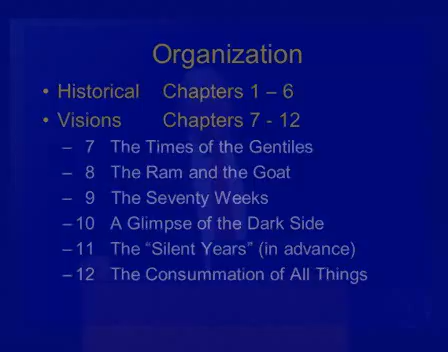 Organization
• Historical Chapters 1 – 6
• Visions Chapters 7 - 12
– 7 The Times of the Gentiles
– 8 The Ram and the Goat
– 9 The Seventy Weeks
– 10 A Glimpse of the Dark Side
– 11 The “Silent Years” (in advance)
– 12 The Consummation of All Things